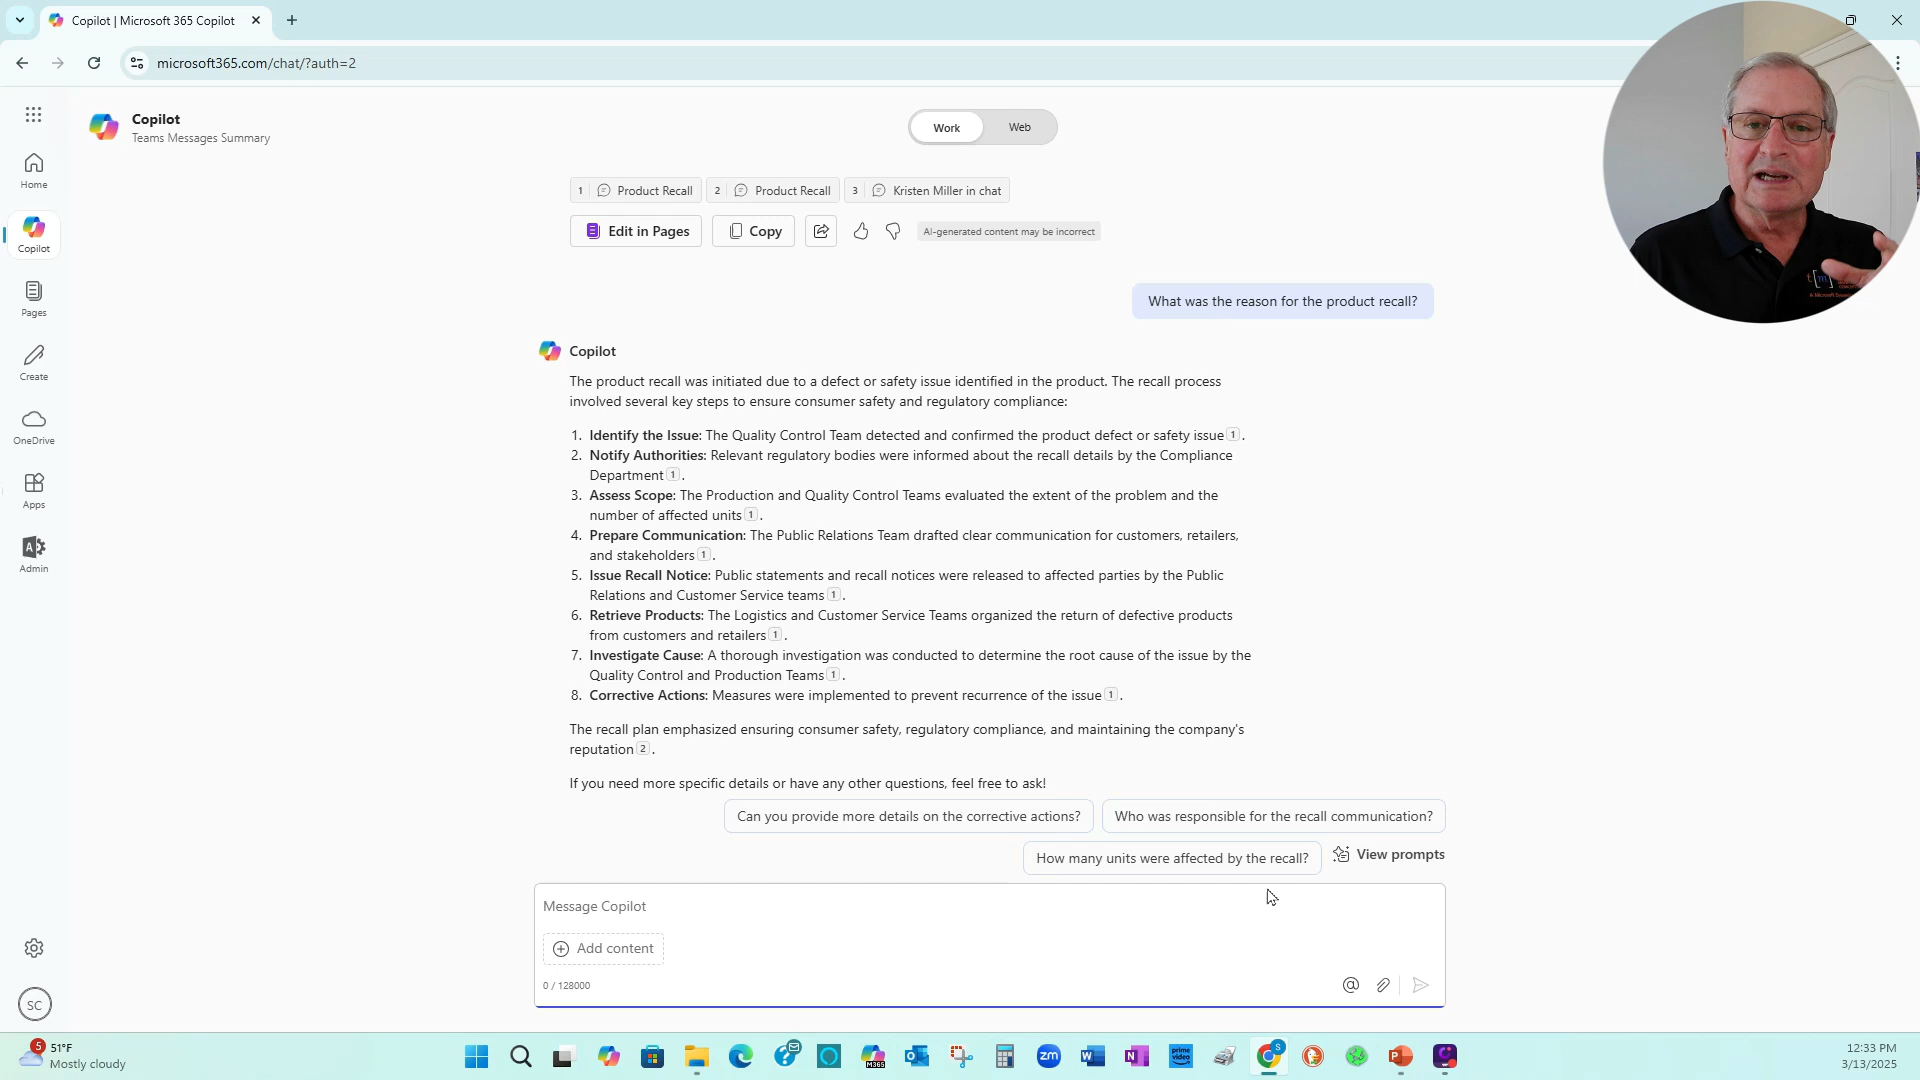 Copilot | Microsoft 365 Copilot
microsoft365.com/chat/?auth=2
Copilot
Teams Messages Summary
Work
Web
Home
Copilot
Pages
Create
OneDrive
Apps
Admin
SC
1 Product Recall 2 Product Recall 3 Kristen Miller in chat
Edit in Pages Copy AI-generated content may be incorrect
What was the reason for the product recall?
Copilot
The product recall was initiated due to a defect or safety issue identified in the product. The recall process
involved several key steps to ensure consumer safety and regulatory compliance:
1. Identify the Issue: The Quality Control Team detected and confirmed the product defect or safety issue 1 .
2. Notify Authorities: Relevant regulatory bodies were informed about the recall details by the Compliance
Department 1 .
3. Assess Scope: The Production and Quality Control Teams evaluated the extent of the problem and the
number of affected units 1 .
4. Prepare Communication: The Public Relations Team drafted clear communication for customers, retailers,
and stakeholders 1 .
5. Issue Recall Notice: Public statements and recall notices were released to affected parties by the Public
Relations and Customer Service teams 1 .
6. Retrieve Products: The Logistics and Customer Service Teams organized the return of defective products
from customers and retailers 1 .
7. Investigate Cause: A thorough investigation was conducted to determine the root cause of the issue by the
Quality Control and Production Teams 1 .
8. Corrective Actions: Measures were implemented to prevent recurrence of the issue 1 .
The recall plan emphasized ensuring consumer safety, regulatory compliance, and maintaining the company's
reputation 2 .
If you need more specific details or have any other questions, feel free to ask!
Can you provide more details on the corrective actions? Who was responsible for the recall communication?
How many units were affected by the recall? View prompts
Message Copilot
Add content
0 / 128000
5 51°F
Mostly cloudy
M365
zm
prime video
S
12:33 PM
3/13/2025